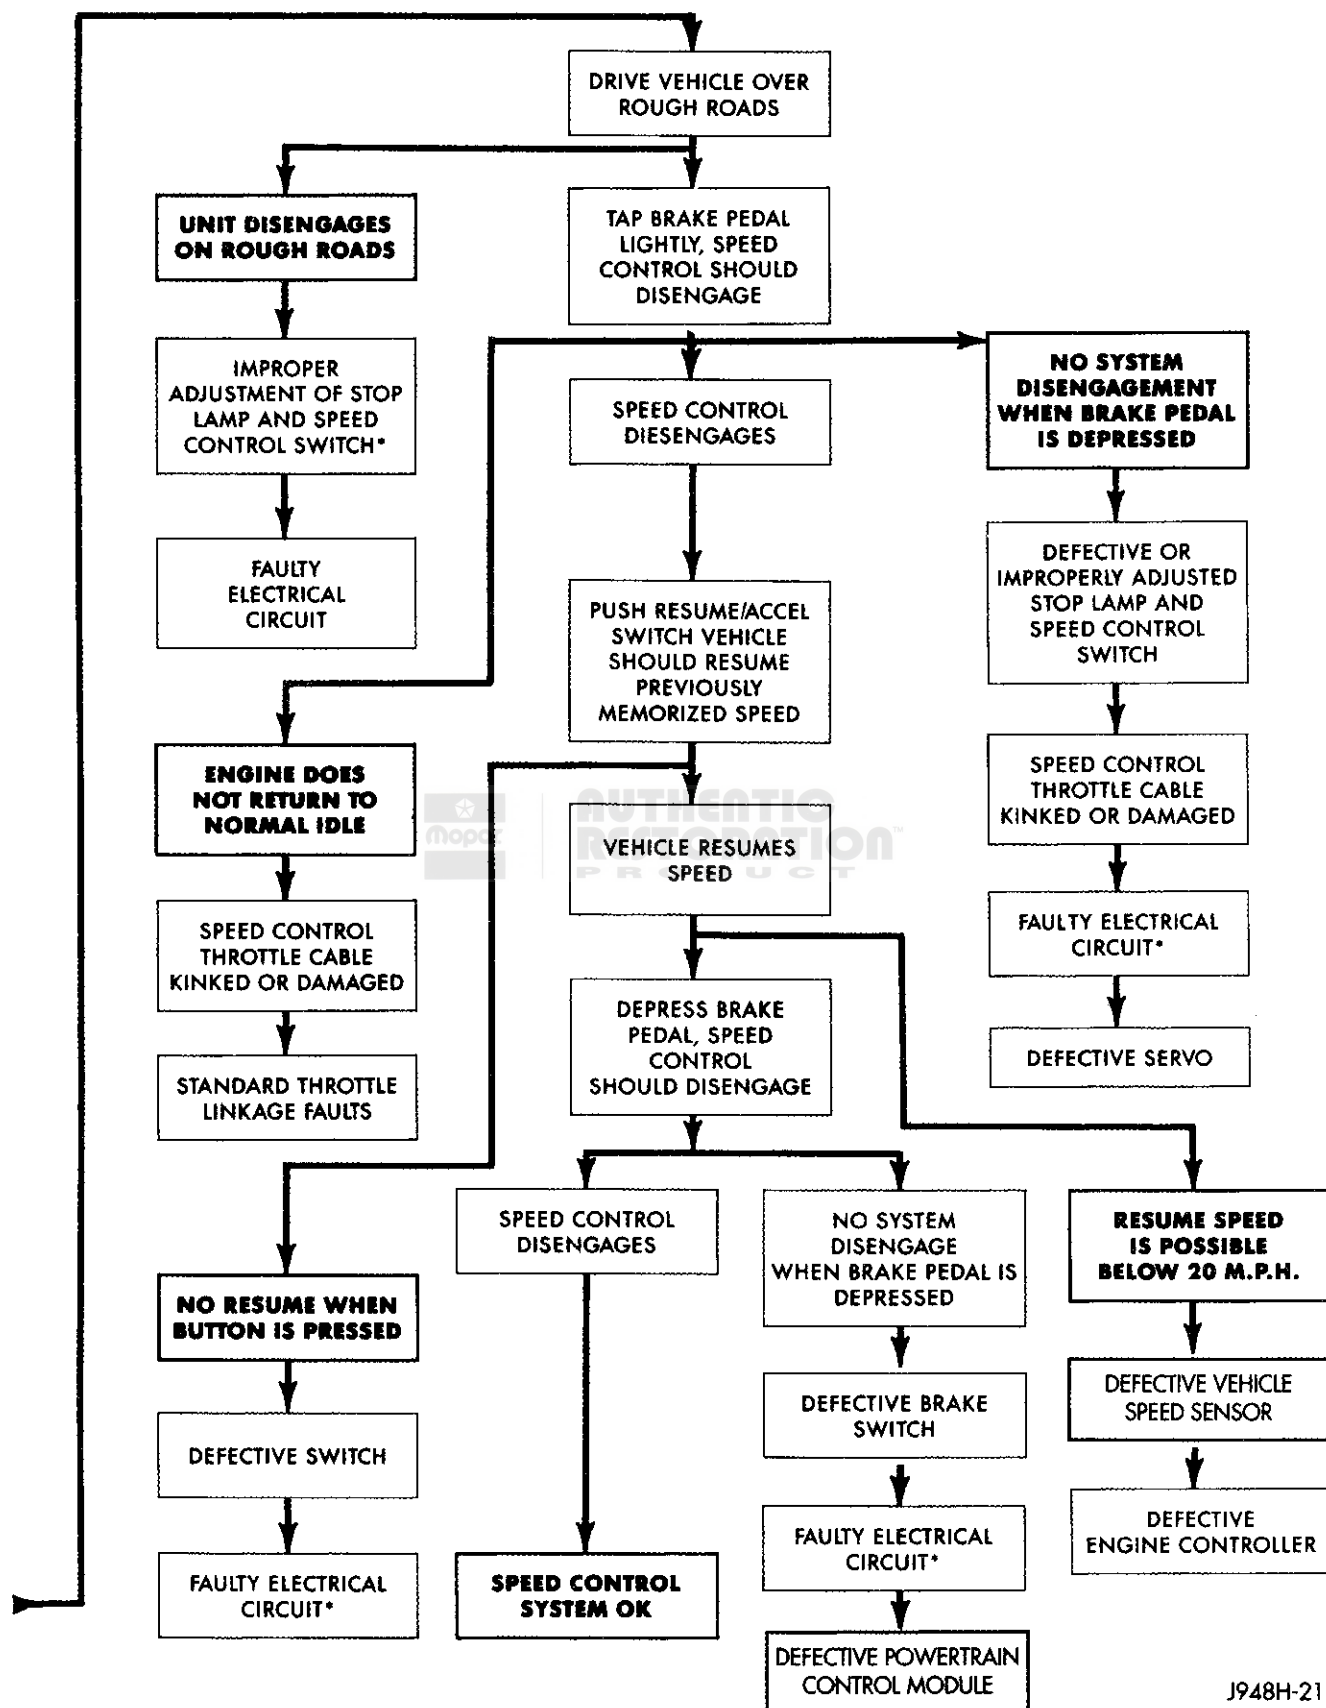 DRIVE VEHICLE OVER
ROUGH ROADS
UNIT DISENGAGES
ON ROUGH ROADS
TAP BRAKE PEDAL
LIGHTLY, SPEED
CONTROL SHOULD
DISENGAGE
IMPROPER
ADJUSTMENT OF STOP
LAMP AND SPEED
CONTROL SWITCH*
SPEED CONTROL
DIESENGAGES
NO SYSTEM
DISENGAGEMENT
WHEN BRAKE PEDAL
IS DEPRESSED
FAULTY
ELECTRICAL
CIRCUIT
PUSH RESUME/ACCEL
SWITCH VEHICLE
SHOULD RESUME
PREVIOUSLY
MEMORIZED SPEED
DEFECTIVE OR
IMPROPERLY ADJUSTED
STOP LAMP AND
SPEED CONTROL
SWITCH
ENGINE DOES
NOT RETURN TO
NORMAL IDLE
Mopar
AUTHENTIC
RESTORATION™
PRODUCT
VEHICLE RESUMES
SPEED
SPEED CONTROL
THROTTLE CABLE
KINKED OR DAMAGED
SPEED CONTROL
THROTTLE CABLE
KINKED OR DAMAGED
FAULTY ELECTRICAL
CIRCUIT*
STANDARD THROTTLE
LINKAGE FAULTS
DEPRESS BRAKE
PEDAL, SPEED
CONTROL
SHOULD DISENGAGE
DEFECTIVE SERVO
SPEED CONTROL
DISENGAGES
NO SYSTEM
DISENGAGE
WHEN BRAKE PEDAL IS
DEPRESSED
RESUME SPEED
IS POSSIBLE
BELOW 20 M.P.H.
NO RESUME WHEN
BUTTON IS PRESSED
DEFECTIVE BRAKE
SWITCH
DEFECTIVE VEHICLE
SPEED SENSOR
DEFECTIVE SWITCH
FAULTY ELECTRICAL
CIRCUIT*
DEFECTIVE
ENGINE CONTROLLER
FAULTY ELECTRICAL
CIRCUIT*
SPEED CONTROL
SYSTEM OK
DEFECTIVE POWERTRAIN
CONTROL MODULE
J948H-21